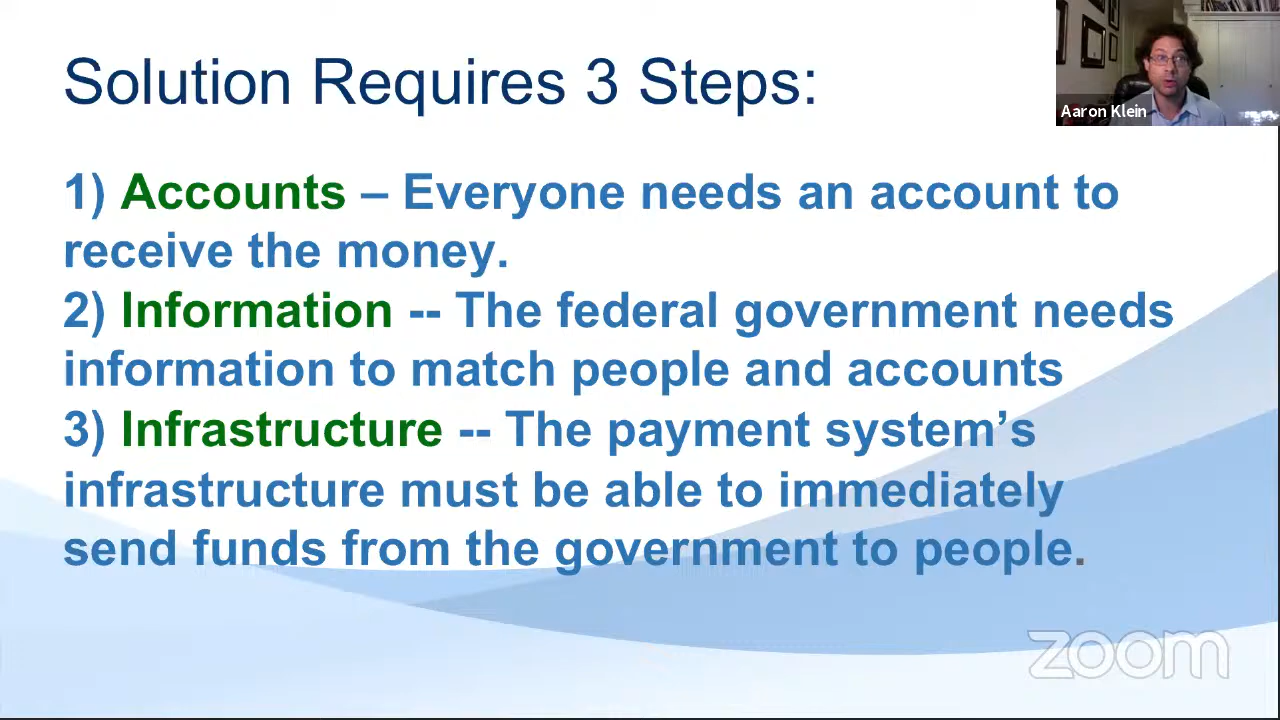 Solution Requires 3 Steps:
Aaron Klein
1) Accounts – Everyone needs an account to
receive the money.
2) Information -- The federal government needs
information to match people and accounts
3) Infrastructure -- The payment system’s
infrastructure must be able to immediately
send funds from the government to people.
zoom